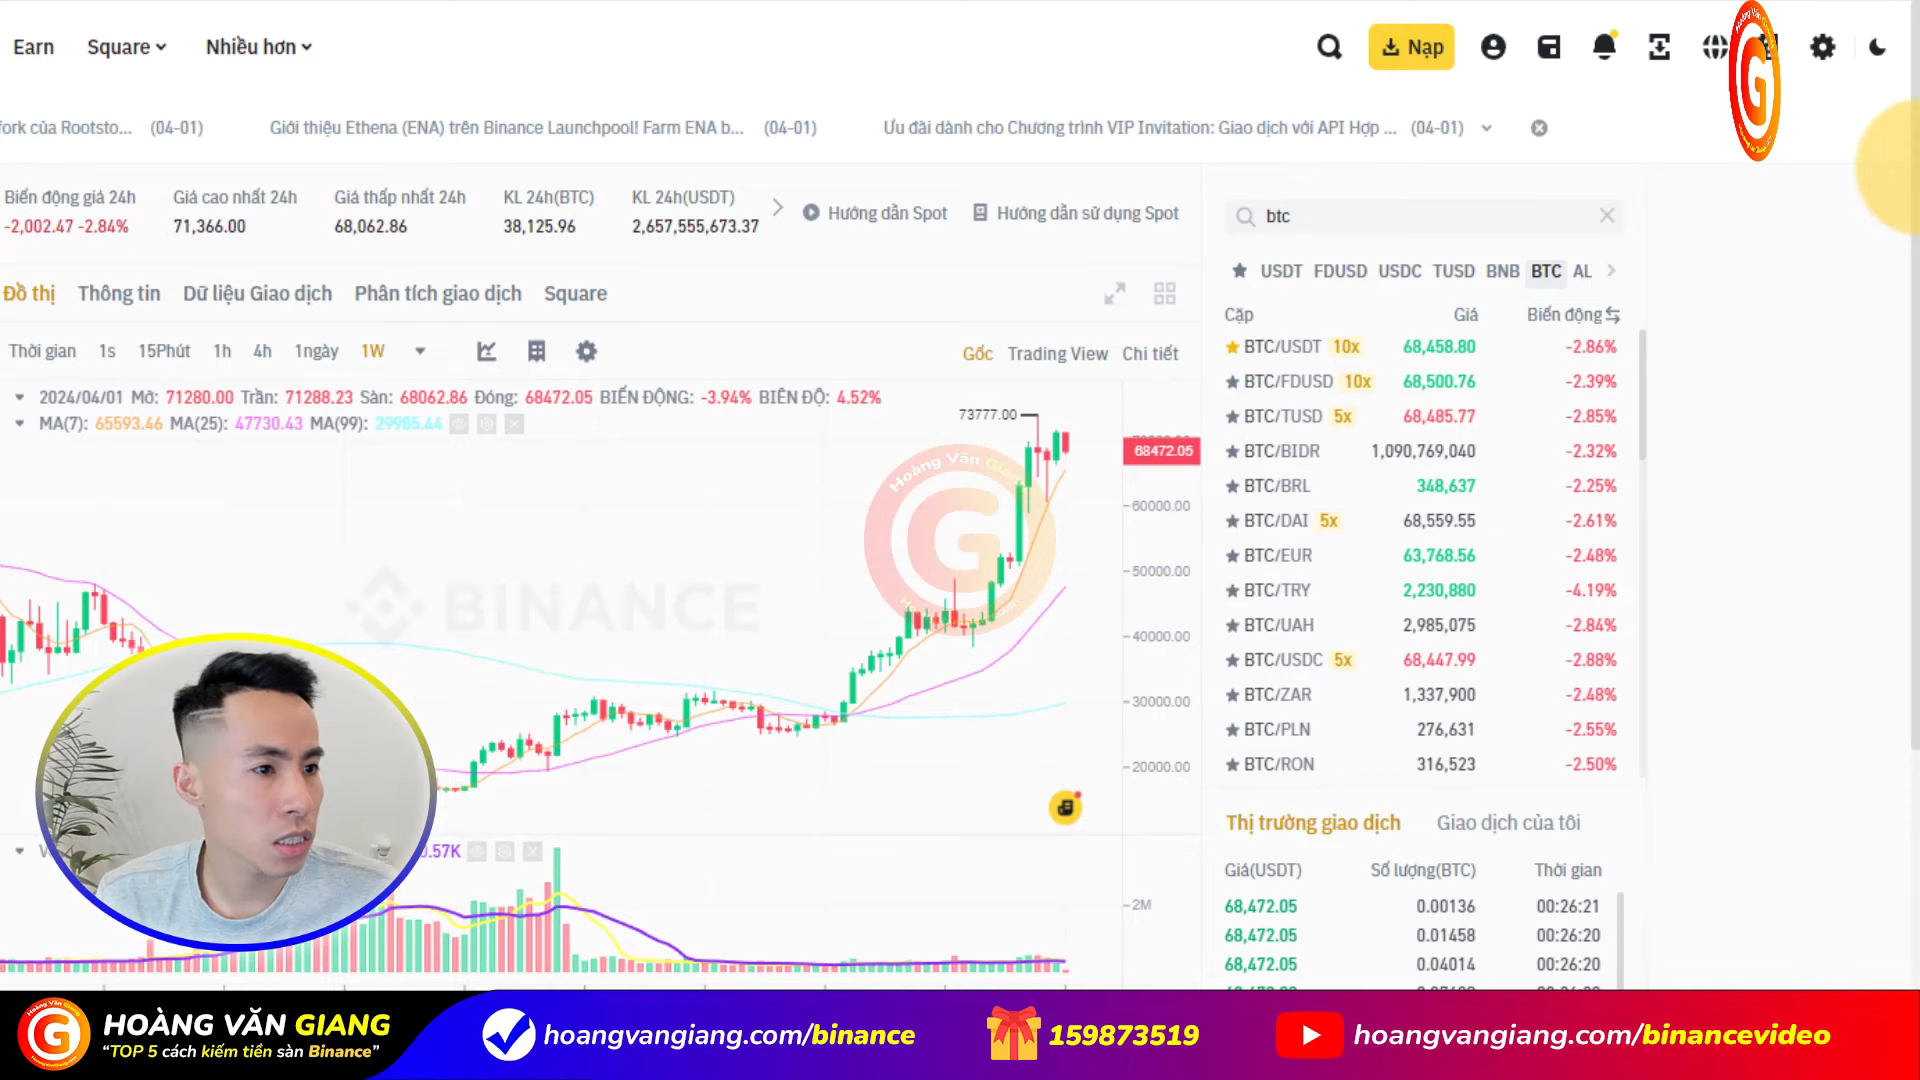 Earn Square Nhiều hơn Nạp
fork của Rootsto... (04-01) Giới thiệu Ethena (ENA) trên Binance Launchpool! Farm ENA b... (04-01) Ưu đãi dành cho Chương trình VIP Invitation: Giao dịch với API Hợp ... (04-01)
Biến động giá 24h Giá cao nhất 24h Giá thấp nhất 24h KL 24h(BTC) KL 24h(USDT)
-2,002.47 -2.84% 71,366.00 68,062.86 38,125.96 2,657,555,673.37
Hướng dẫn Spot Hướng dẫn sử dụng Spot
Đồ thị Thông tin Dữ liệu Giao dịch Phân tích giao dịch Square
Thời gian 1s 15Phút 1h 4h 1ngày 1W Gốc Trading View Chi tiết
2024/04/01 Mở: 71280.00 Trần: 71288.23 Sàn: 68062.86 Đóng: 68472.05 BIẾN ĐỘNG: -3.94% BIÊN ĐỘ: 4.52%
MA(7): 65593.46 MA(25): 47730.43 MA(99): 29985.44
73777.00
68472.05
60000.00
50000.00
40000.00
30000.00
20000.00
Hoàng Văn Giang
G
BINANCE
0.57K
2M
btc
USDT FDUSD USDC TUSD BNB BTC AL
Cặp Giá Biến động
BTC/USDT 10x 68,458.80 -2.86%
BTC/FDUSD 10x 68,500.76 -2.39%
BTC/TUSD 5x 68,485.77 -2.85%
BTC/BIDR 1,090,769,040 -2.32%
BTC/BRL 348,637 -2.25%
BTC/DAI 5x 68,559.55 -2.61%
BTC/EUR 63,768.56 -2.48%
BTC/TRY 2,230,880 -4.19%
BTC/UAH 2,985,075 -2.84%
BTC/USDC 5x 68,447.99 -2.88%
BTC/ZAR 1,337,900 -2.48%
BTC/PLN 276,631 -2.55%
BTC/RON 316,523 -2.50%
Thị trường giao dịch Giao dịch của tôi
Giá(USDT) Số lượng(BTC) Thời gian
68,472.05 0.00136 00:26:21
68,472.05 0.01458 00:26:20
68,472.05 0.04014 00:26:20
G
HOÀNG VĂN GIANG
“TOP 5 cách kiếm tiền sàn Binance”
hoangvangiang.com/binance
159873519
hoangvangiang.com/binancevideo